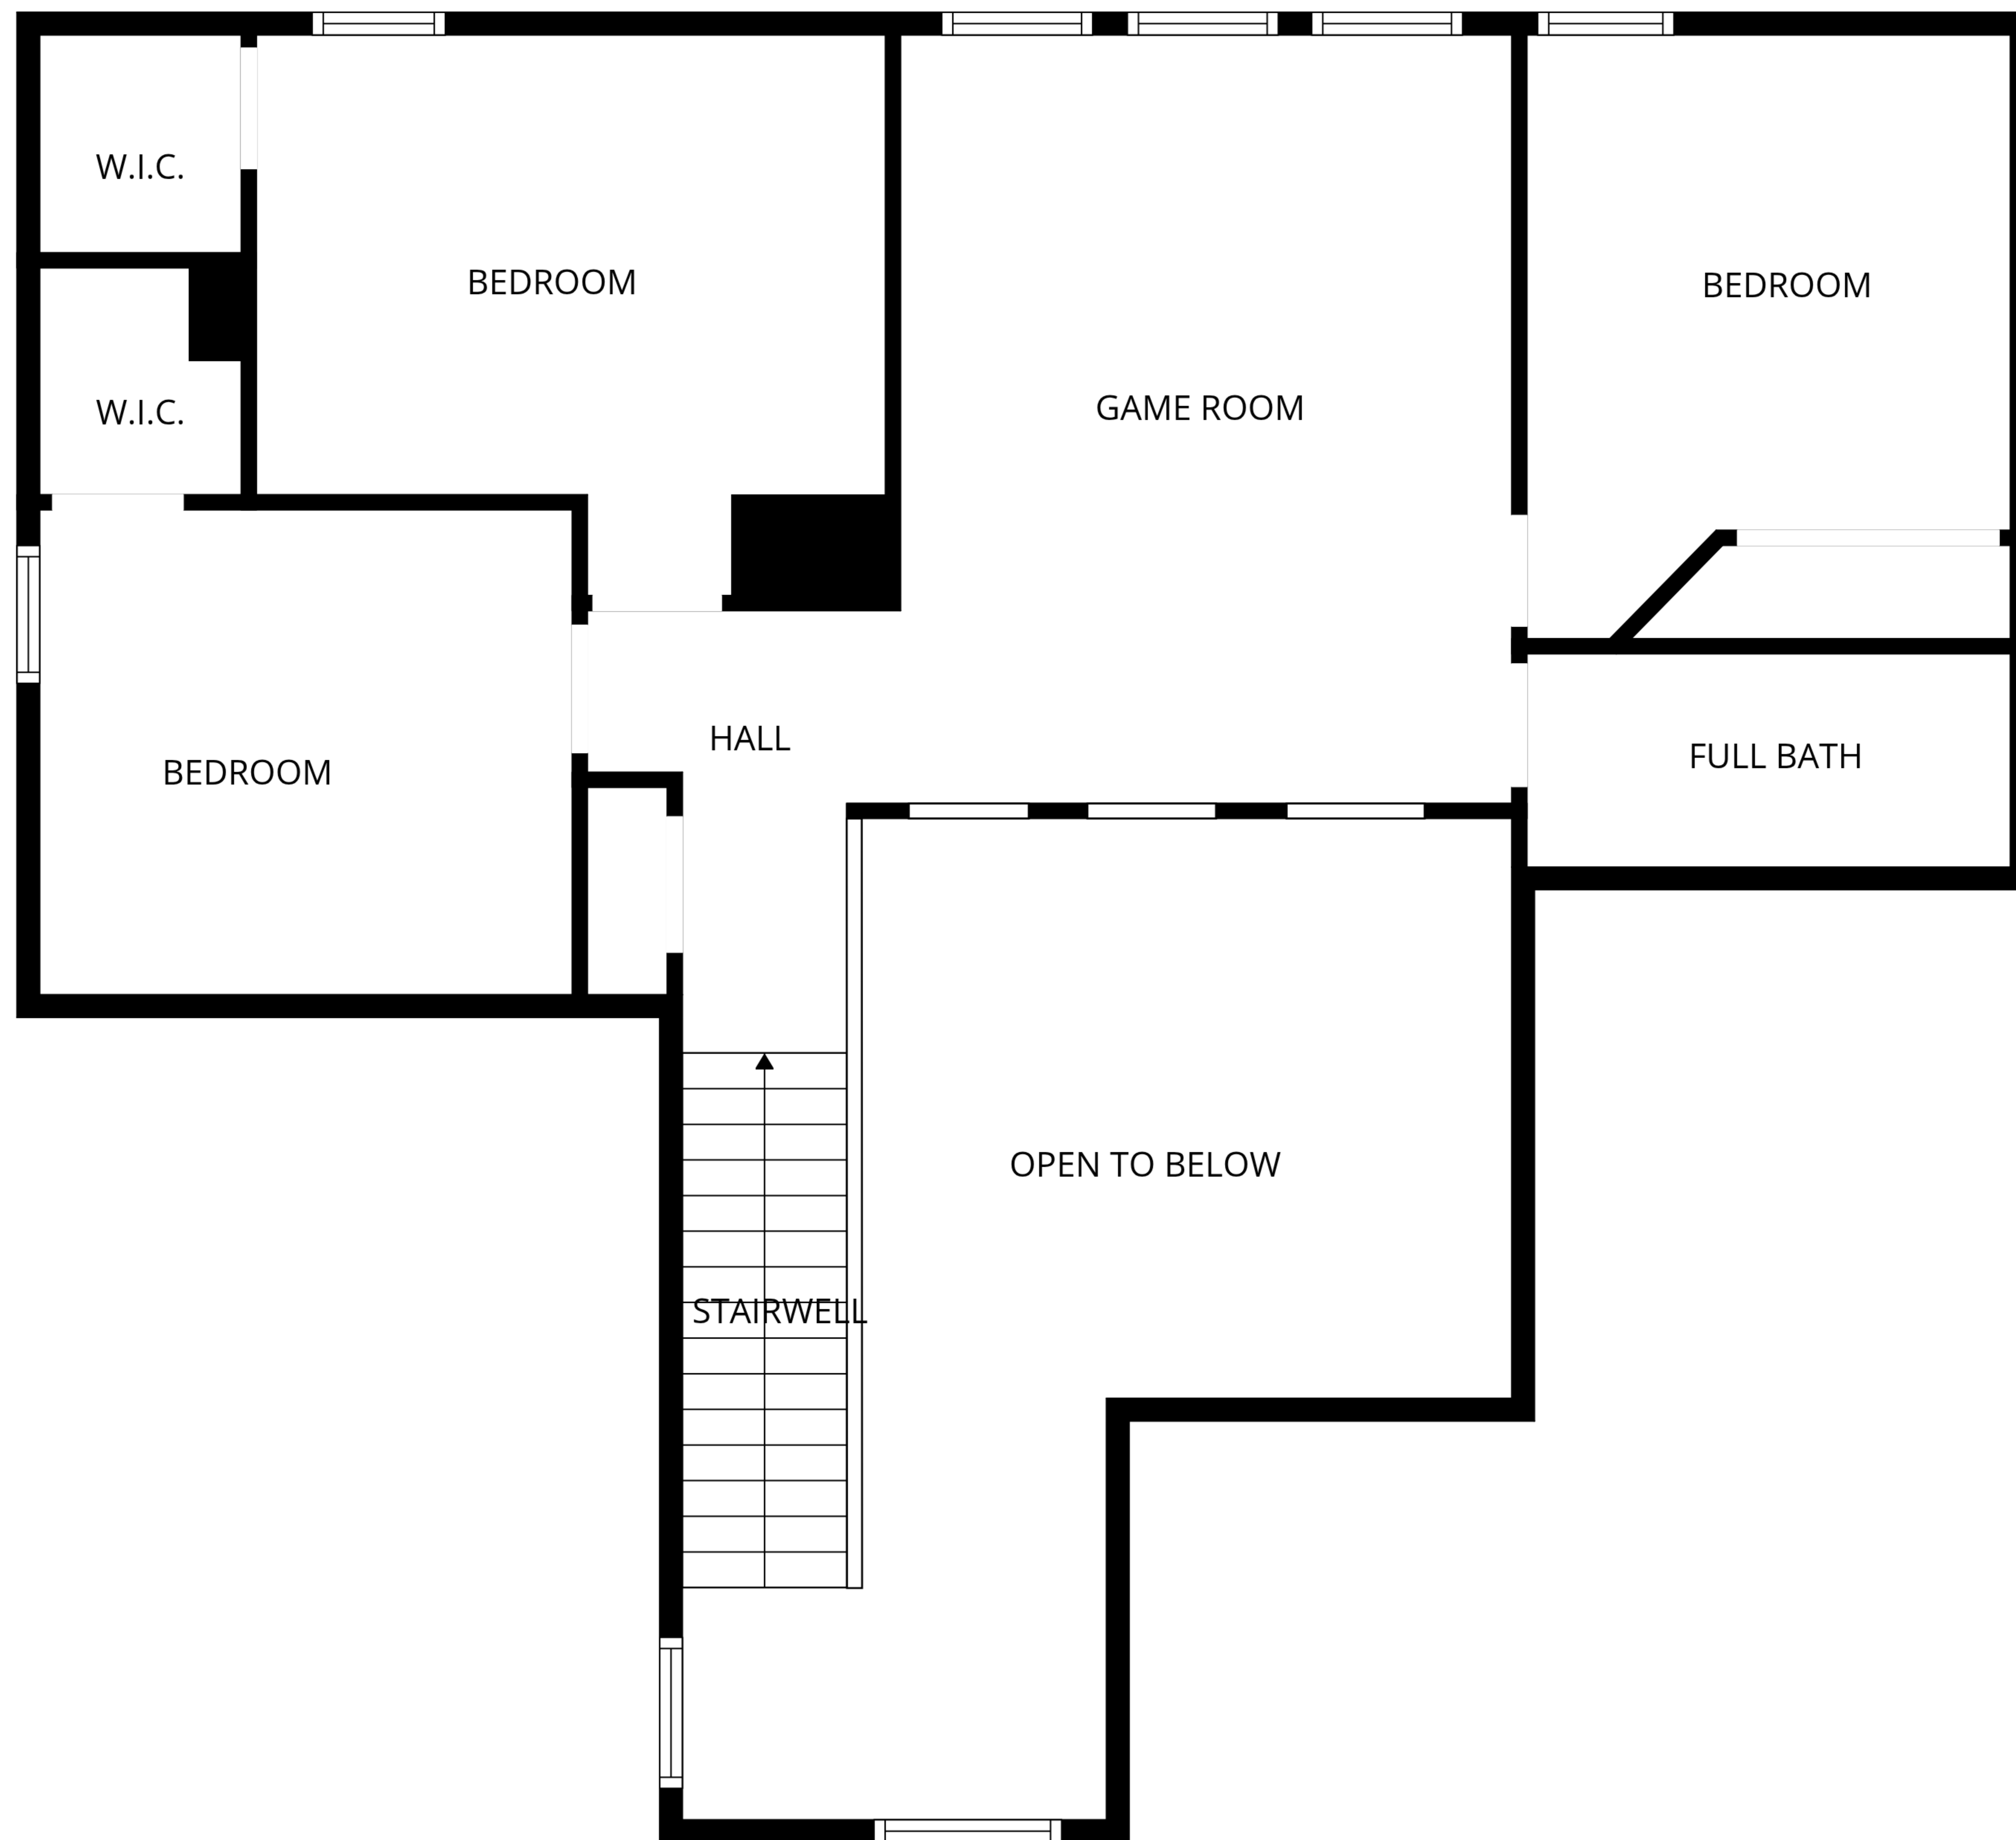 W.I.C.
BEDROOM
BEDROOM
GAME ROOM
W.I.C.
HALL
FULL BATH
BEDROOM
OPEN TO BELOW
STAIRWELL